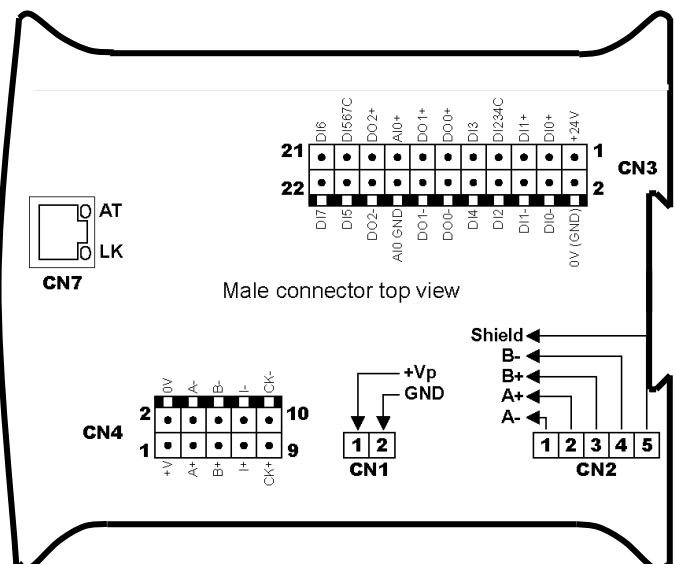 DI6 DI567C DO2+ AI0+ DO1+ DO0+ DI3 DI234C DI1+ DI0+ +24V
21 1
CN3
22 2
DI7 DI5 DO2- AI0 GND DO1- DO0- DI4 DI2 DI1- DI0- 0V (GND)
AT
LK
CN7
Male connector top view
Shield
B-
B+
A+
A-
1 2 3 4 5
CN2
+Vp
GND
1 2
CN1
0V A- B- I- CK-
2 10
CN4
1 9
+V A+ B+ I+ CK+